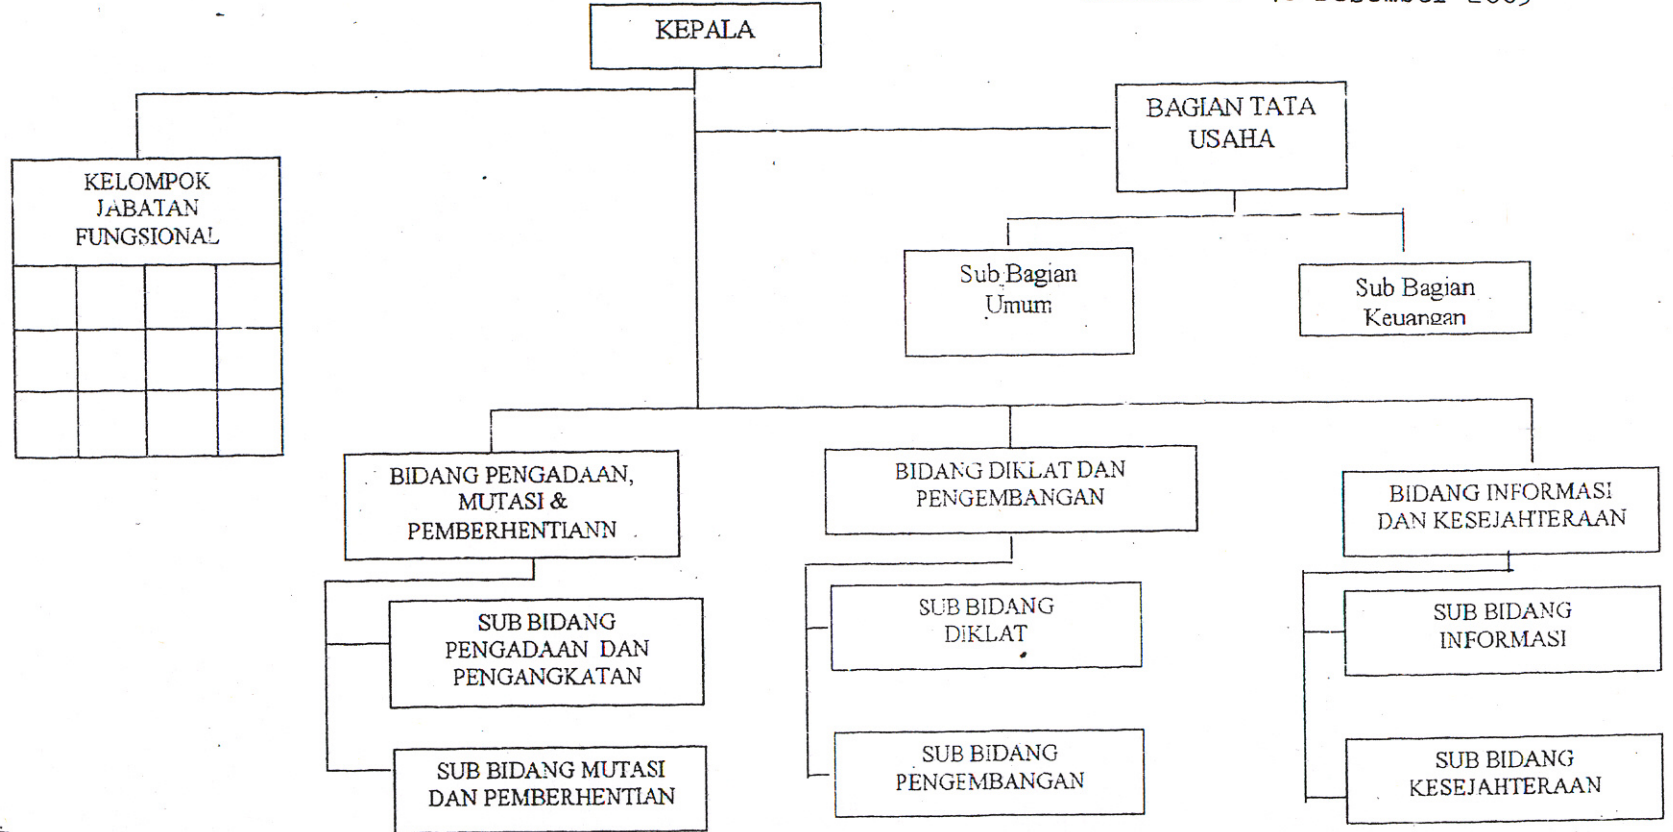 KEPALA
BAGIAN TATA
USAHA
KELOMPOK
JABATAN
FUNGSIONAL
Sub Bagian
Umum
Sub Bagian
Keuangan
BIDANG PENGADAAN,
MUTASI &
PEMBERHENTIANN
BIDANG DIKLAT DAN
PENGEMBANGAN
BIDANG INFORMASI
DAN KESEJAHTERAAN
SUB BIDANG
PENGADAAN DAN
PENGANGKATAN
SUB BIDANG
DIKLAT
SUB BIDANG
INFORMASI
SUB BIDANG MUTASI
DAN PEMBERHENTIAN
SUB BIDANG
PENGEMBANGAN
SUB BIDANG
KESEJAHTERAAN